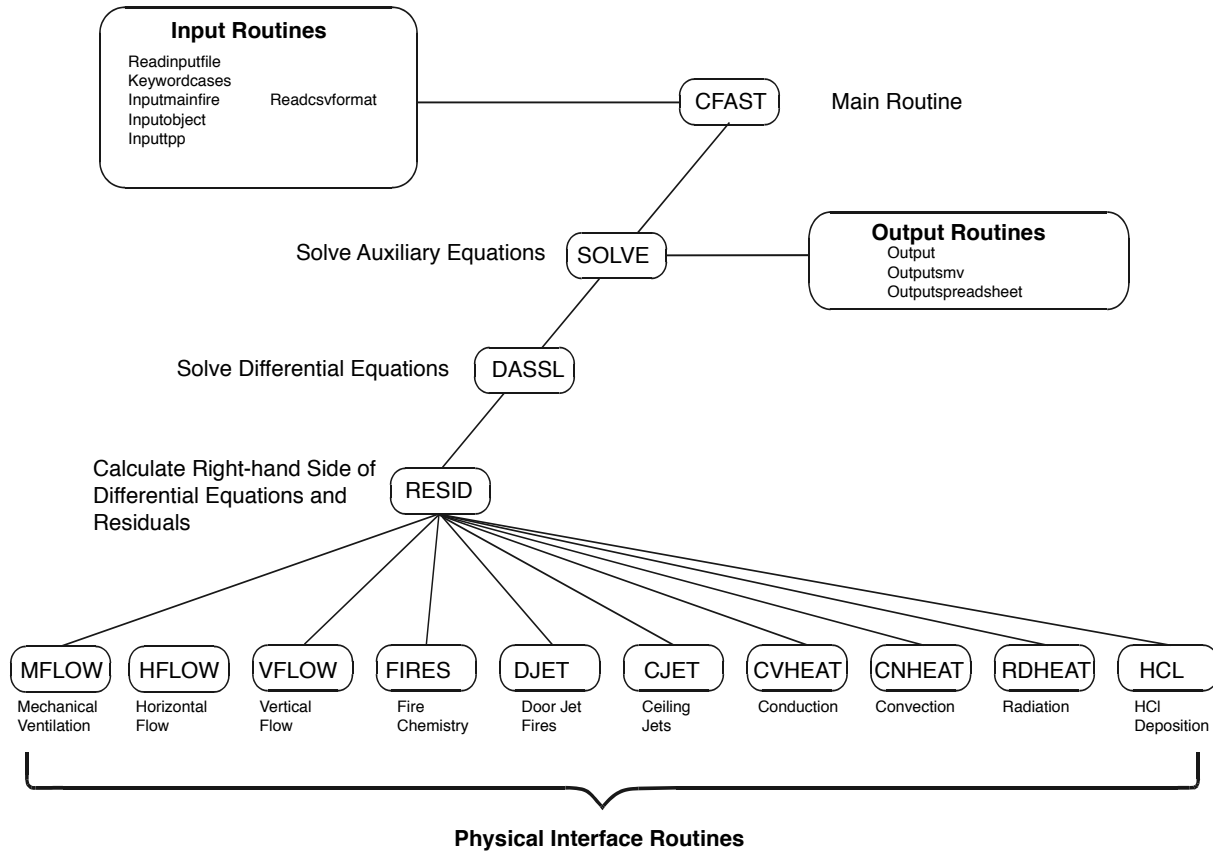 Input Routines
Readinputfile
Keywordcases
Inputmainfire
Readcsvformat
Inputobject
Inputtpp
CFAST
Main Routine
Solve Auxiliary Equations
SOLVE
Output Routines
Output
Outputsmv
Outputspreadsheet
Solve Differential Equations
DASSL
Calculate Right-hand Side of
Differential Equations and
Residuals
RESID
MFLOW
HFLOW
VFLOW
FIRES
DJET
CJET
CVHEAT
CNHEAT
RDHEAT
HCL
Mechanical
Ventilation
Horizontal
Flow
Vertical
Flow
Fire
Chemistry
Door Jet
Fires
Ceiling
Jets
Conduction
Convection
Radiation
HCl
Deposition
Physical Interface Routines